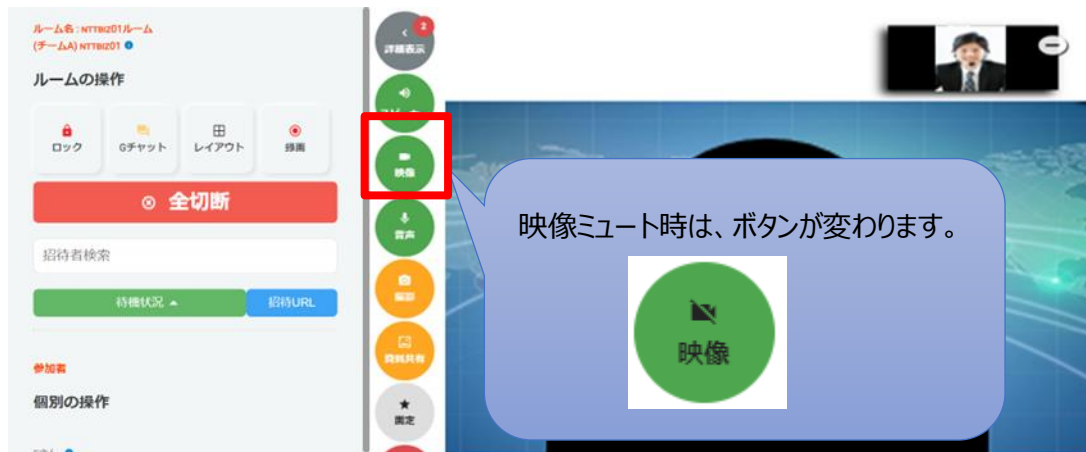 ルーム名 : NTTBIZ01ルーム
(チームA) NTTBIZ01
ルームの操作
ロック
Gチャット
レイアウト
録画
全切断
招待者検索
待機状況
招待URL
参加者
個別の操作
2
詳細表示
映像
音声
撮影
資料共有
固定
映像ミュート時は、ボタンが変わります。
映像